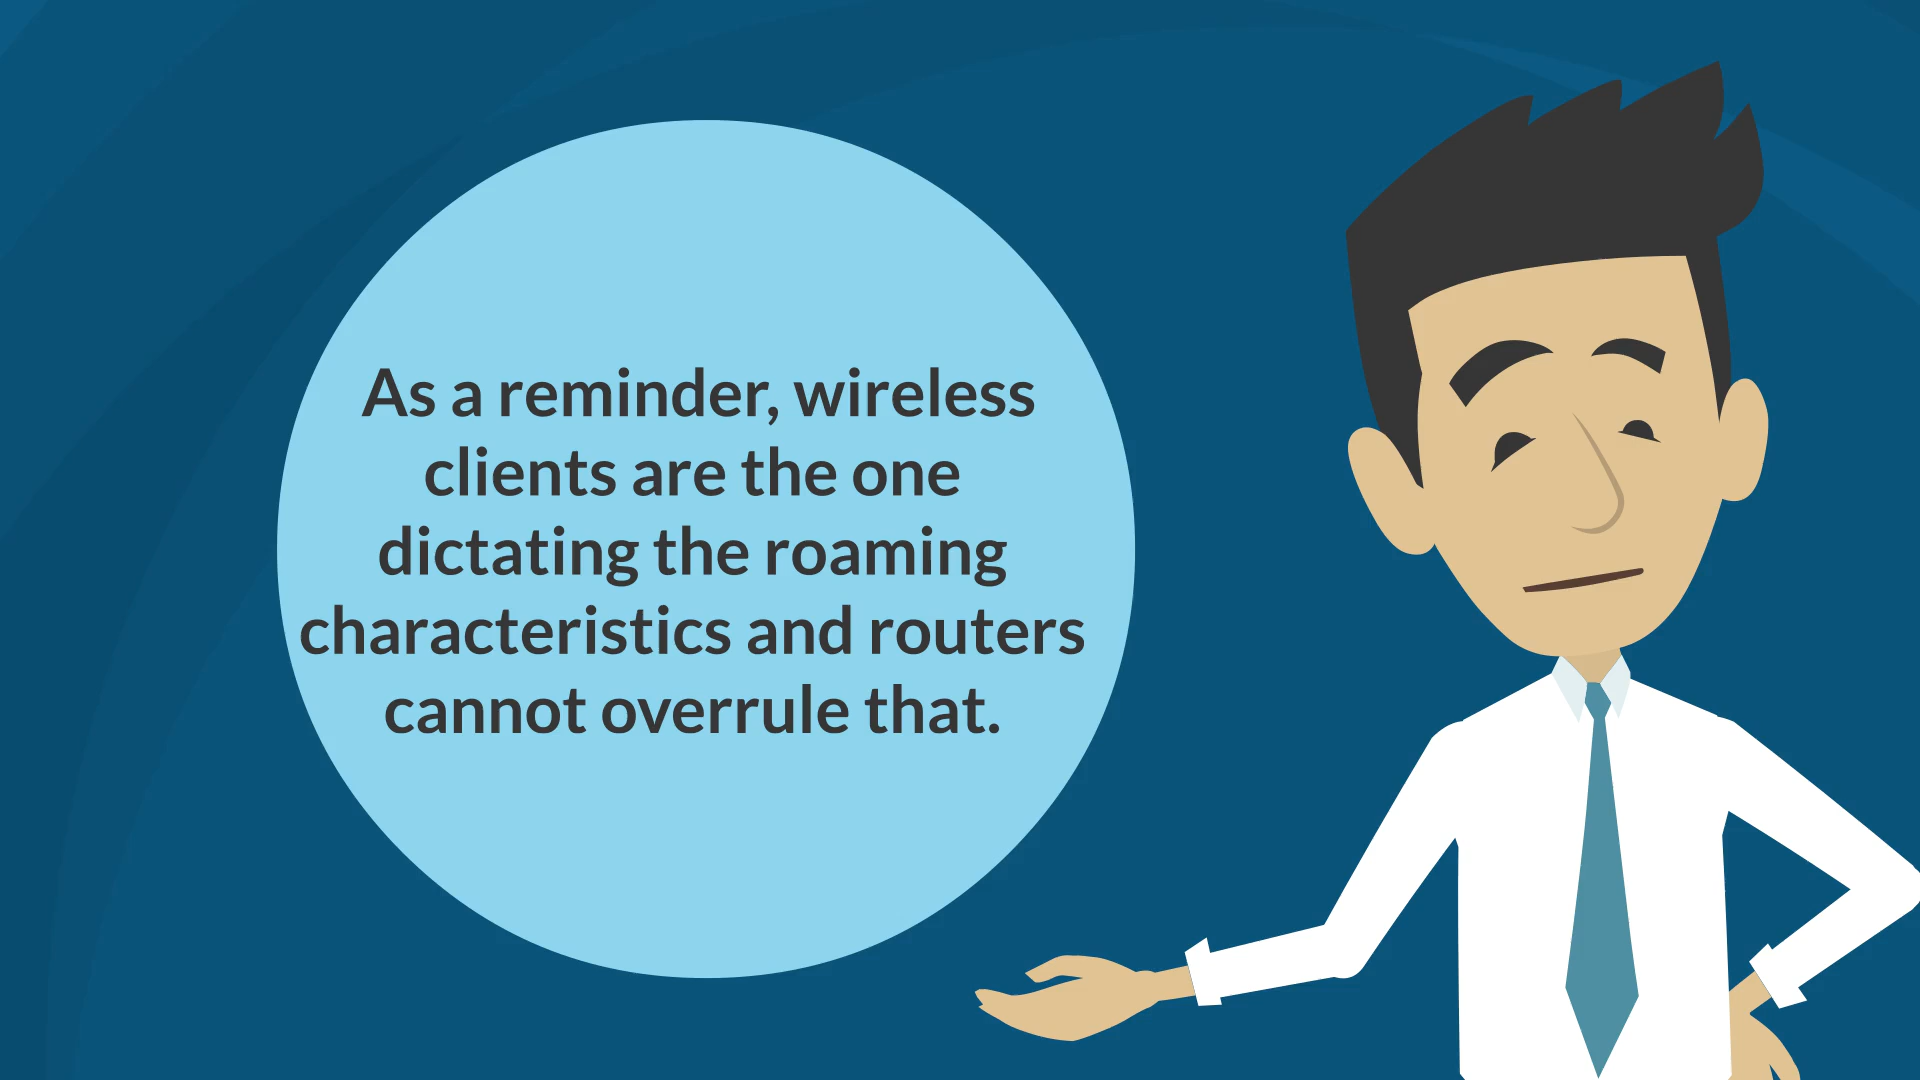 As a reminder, wireless
clients are the one
dictating the roaming
characteristics and routers
cannot overrule that.